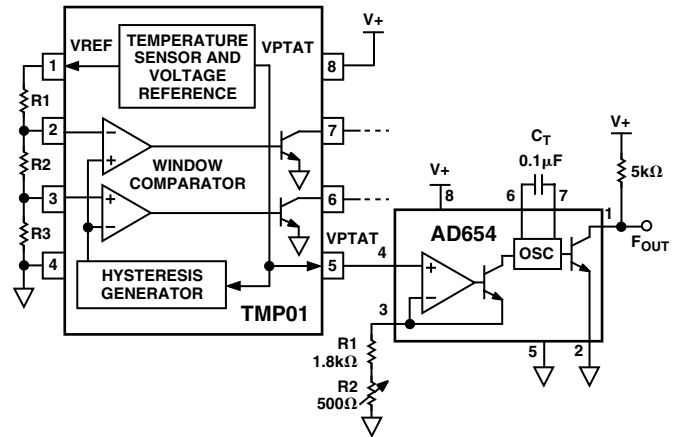 TEMPERATURE
SENSOR AND
VOLTAGE
REFERENCE
VREF
VPTAT
V+
1
8
R1
2
7
WINDOW
COMPARATOR
R2
3
6
R3
4
VPTAT
5
HYSTERESIS
GENERATOR
TMP01
V+
8
CT
0.1μF
6
7
V+
5kΩ
1
FOUT
AD654
OSC
4
3
R1
1.8kΩ
R2
500Ω
5
2
−
+
+
−
+
−